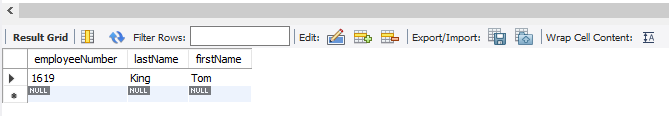 Result Grid Filter Rows: Edit: Export/Import: Wrap Cell Content: IA
employeeNumber lastName firstName
1619 King Tom
NULL NULL NULL